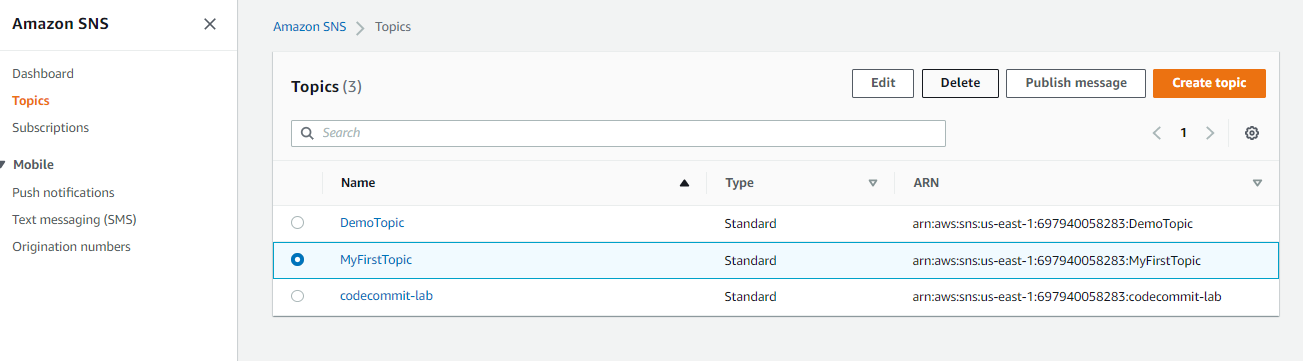 Amazon SNS
Dashboard
Topics
Subscriptions
Mobile
Push notifications
Text messaging (SMS)
Origination numbers
Amazon SNS Topics
Topics (3) Edit Delete Publish message Create topic
Search 1
Name Type ARN
DemoTopic Standard arn:aws:sns:us-east-1:697940058283:DemoTopic
MyFirstTopic Standard arn:aws:sns:us-east-1:697940058283:MyFirstTopic
codecommit-lab Standard arn:aws:sns:us-east-1:697940058283:codecommit-lab